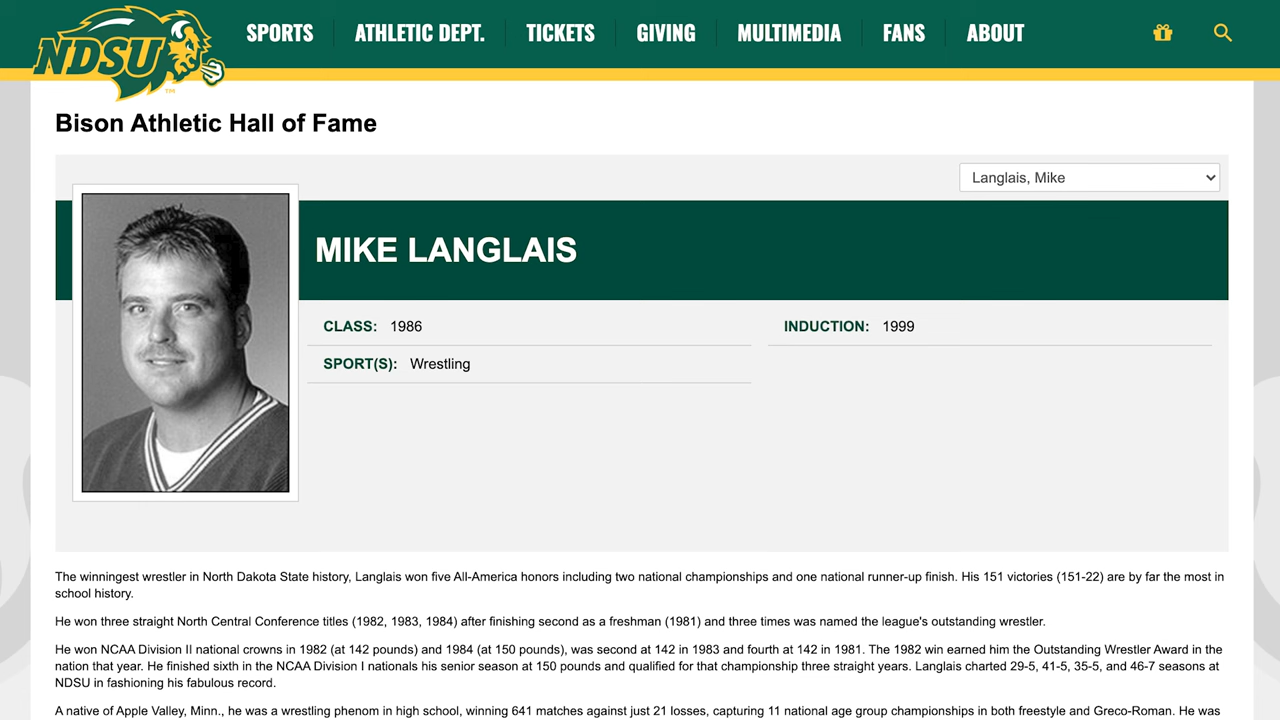 NDSU
TM
SPORTS
ATHLETIC DEPT.
TICKETS
GIVING
MULTIMEDIA
FANS
ABOUT
Bison Athletic Hall of Fame
Langlais, Mike
MIKE LANGLAIS
CLASS: 1986
INDUCTION: 1999
SPORT(S): Wrestling
The winningest wrestler in North Dakota State history, Langlais won five All-America honors including two national championships and one national runner-up finish. His 151 victories (151-22) are by far the most in
school history.
He won three straight North Central Conference titles (1982, 1983, 1984) after finishing second as a freshman (1981) and three times was named the league's outstanding wrestler.
He won NCAA Division II national crowns in 1982 (at 142 pounds) and 1984 (at 150 pounds), was second at 142 in 1983 and fourth at 142 in 1981. The 1982 win earned him the Outstanding Wrestler Award in the
nation that year. He finished sixth in the NCAA Division I nationals his senior season at 150 pounds and qualified for that championship three straight years. Langlais charted 29-5, 41-5, 35-5, and 46-7 seasons at
NDSU in fashioning his fabulous record.
A native of Apple Valley, Minn., he was a wrestling phenom in high school, winning 641 matches against just 21 losses, capturing 11 national age group championships in both freestyle and Greco-Roman. He was